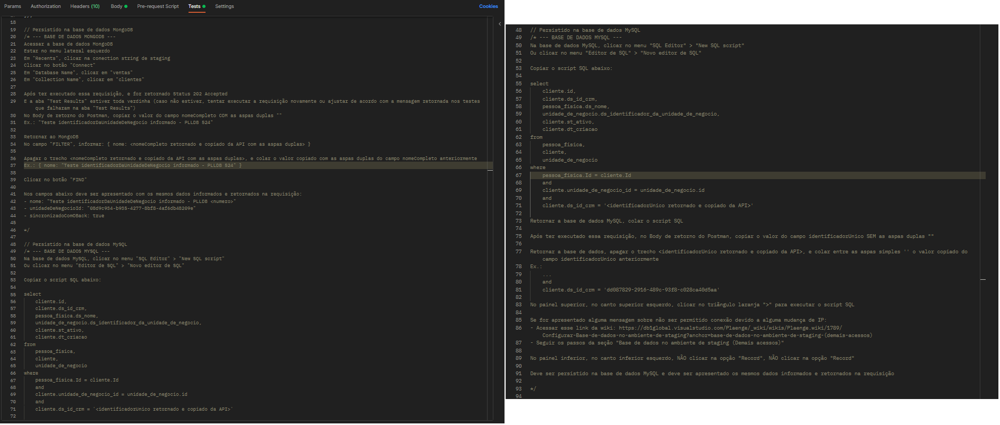 Params Authorization Headers (10) Body Pre-request Script Tests Settings Cookies
18
19 // Persistido na base de dados MongoDB
20 /* --- BASE DE DADOS MONGODB ---
21 Acessar a base de dados MongoDB
22 Estar no menu lateral esquerdo
23 Em "Recents", clicar na conection string de staging
24 Clicar no botão "Connect"
25 Em "Database Name", clicar em "ventas"
26 Em "Collection Name", clicar em "clientes"
27
28 Após ter executado essa requisição, e for retornado Status 202 Accepted
29 E a aba "Test Results" estiver toda verdinha (caso não estiver, tentar executar a requisição novamente ou ajustar de acordo com a mensagem retornada nos testes
que falharam na aba "Test Results")
30 No Body de retorno do Postman, copiar o valor do campo nomeCompleto COM as aspas duplas ""
31 Ex.: "Teste identificadorDaUnidadeDeNegocio informado - PLLDB 524"
32
33 Retornar ao MongoDB
34 No campo "FILTER", informar: { nome: <nomeCompleto retornado e copiado da API com as aspas duplas> }
35
36 Apagar o trecho <nomeCompleto retornado e copiado da API com as aspas duplas>, e colar o valor copiado com as aspas duplas do campo nomeCompleto anteriormente
37 Ex.: { nome: "Teste identificadorDaUnidadeDeNegocio informado - PLLDB 524" }
38
39 Clicar no botão "FIND"
40
41 Nos campos abaixo deve ser apresentado com os mesmos dados informados e retornados na requisição:
42 - nome: "Teste identificadorDaUnidadeDeNegocio informado - PLLDB <numero>"
43 - unidadeDeNegocioId: "08d9c934-b935-4277-8bf8-4af6db48209e"
44 - sincronizadoComOBack: true
45
46 */
47
48 // Persistido na base de dados MySQL
49 /* --- BASE DE DADOS MYSQL ---
50 Na base de dados MySQL, clicar no menu "SQL Editor" > "New SQL script"
51 Ou clicar no menu "Editor de SQL" > "Novo editor de SQL"
52
53 Copiar o script SQL abaixo:
54
55 select
56 cliente.id,
57 cliente.ds_id_crm,
58 pessoa_fisica.ds_nome,
59 unidade_de_negocio.ds_identificador_da_unidade_de_negocio,
60 cliente.st_ativo,
61 cliente.dt_criacao
62 from
63 pessoa_fisica,
64 cliente,
65 unidade_de_negocio
66 where
67 pessoa_fisica.Id = cliente.Id
68 and
69 cliente.unidade_de_negocio_id = unidade_de_negocio.id
70 and
71 cliente.ds_id_crm = `<identificadorUnico retornado e copiado da API>`
72
48 // Persistido na base de dados MySQL
49 /* --- BASE DE DADOS MYSQL ---
50 Na base de dados MySQL, clicar no menu "SQL Editor" > "New SQL script"
51 Ou clicar no menu "Editor de SQL" > "Novo editor de SQL"
52
53 Copiar o script SQL abaixo:
54
55 select
56 cliente.id,
57 cliente.ds_id_crm,
58 pessoa_fisica.ds_nome,
59 unidade_de_negocio.ds_identificador_da_unidade_de_negocio,
60 cliente.st_ativo,
61 cliente.dt_criacao
62 from
63 pessoa_fisica,
64 cliente,
65 unidade_de_negocio
66 where
67 pessoa_fisica.Id = cliente.Id
68 and
69 cliente.unidade_de_negocio_id = unidade_de_negocio.id
70 and
71 cliente.ds_id_crm = '<identificadorUnico retornado e copiado da API>'
72
73 Retornar a base de dados MySQL, colar o script SQL
74
75 Após ter executado essa requisição, no Body de retorno do Postman, copiar o valor do campo identificadorUnico SEM as aspas duplas ""
76
77 Retornar a base de dados, apagar o trecho <identificadorUnico retornado e copiado da API>, e colar entre as aspas simples '' o valor copiado do
campo identificadorUnico anteriormente
78 Ex.:
79 ...
80 and
81 cliente.ds_id_crm = 'dd087829-2916-489c-93f8-c028ca40d5aa'
82
83 No painel superior, no canto superior esquerdo, clicar no triângulo laranja ">" para executar o script SQL
84
85 Se for apresentado alguma mensagem sobre não ser permitido conexão devido a alguma mudança de IP:
86 - Acessar esse link da wiki: https://db1global.visualstudio.com/Plaenge/_wiki/wikis/Plaenge.wiki/1789/
Configurar-Base-de-dados-no-ambiente-de-staging?anchor=base-de-dados-no-ambiente-de-staging-(demais-acessos)
87 - Seguir os passos da seção "Base de dados no ambiente de staging (Demais acessos)"
88
89 No painel inferior, no canto inferior esquerdo, NÃO clicar na opção "Record", NÃO clicar na opção "Record"
90
91 Deve ser persistido na base de dados MySQL e deve ser apresentado os mesmos dados informados e retornados na requisição
92
93 */
94